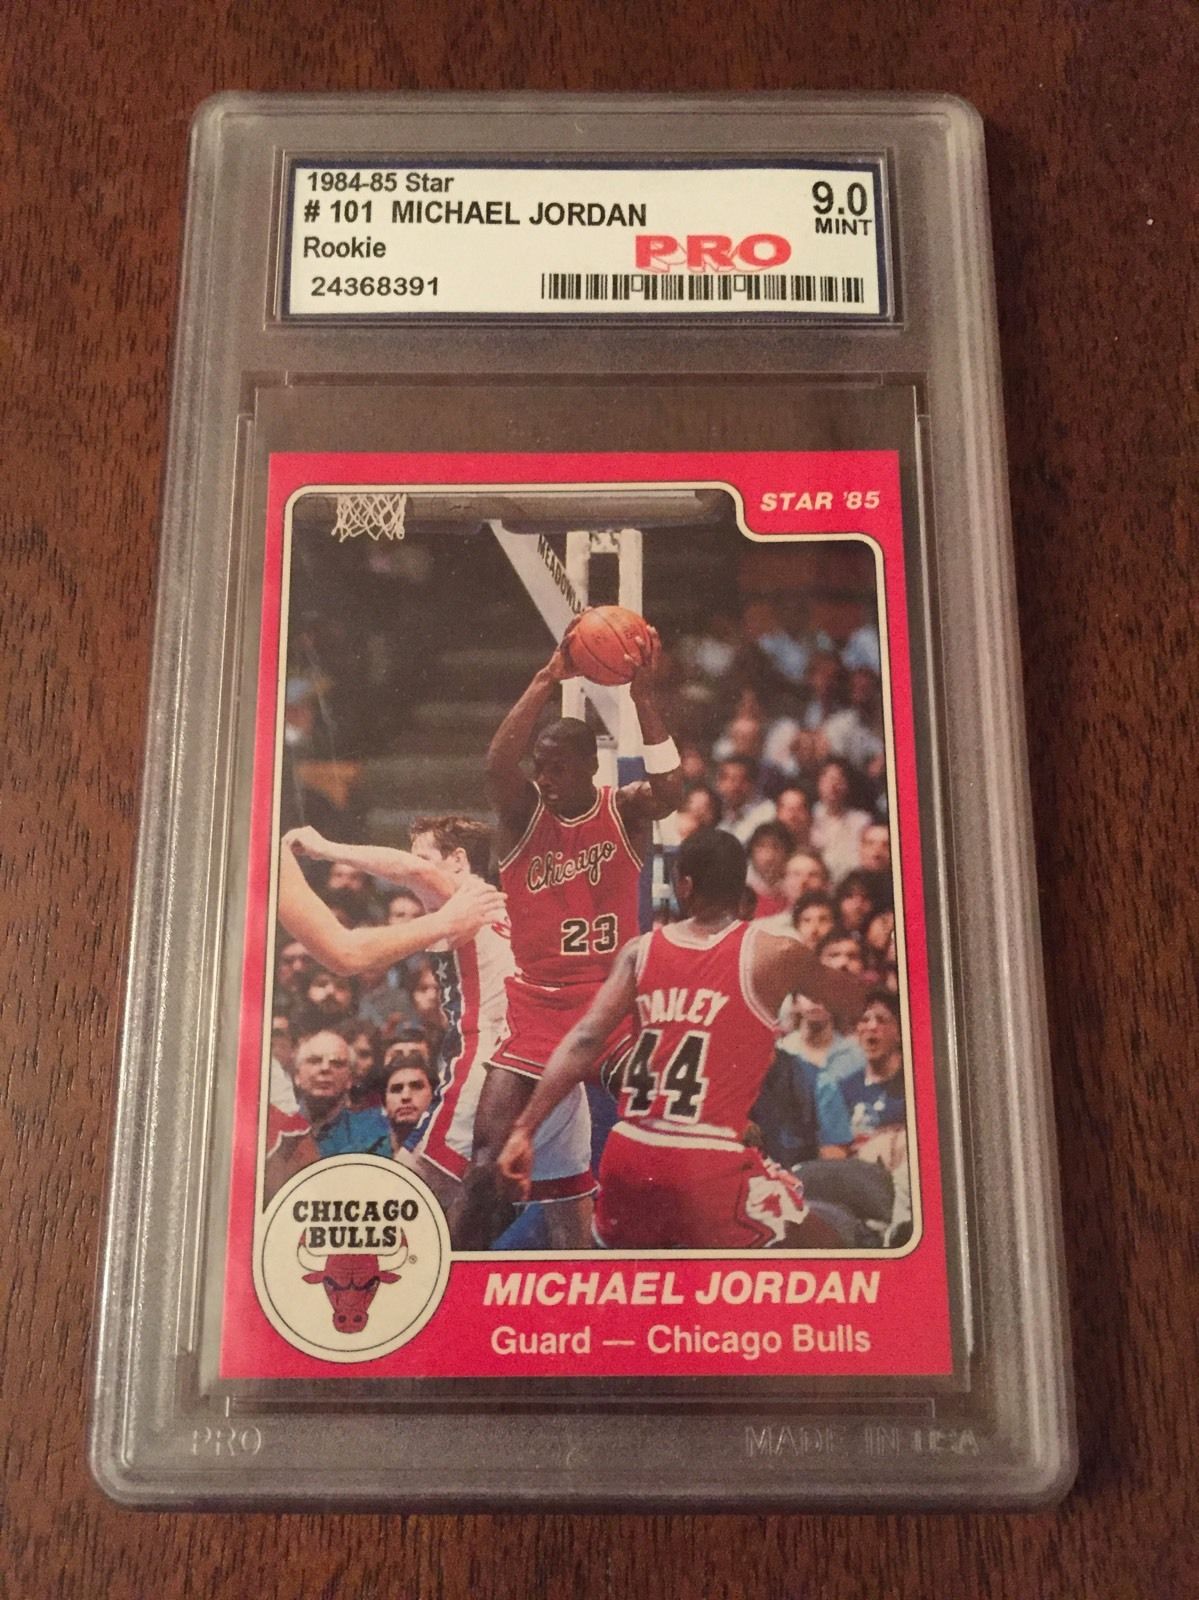 1984-85 Star
# 101 MICHAEL JORDAN
Rookie
24368391
9.0
MINT
PRO
STAR '85
Chicago
23
44
CHICAGO
BULLS
®
MICHAEL JORDAN
Guard — Chicago Bulls
PRO
MADE IN USA